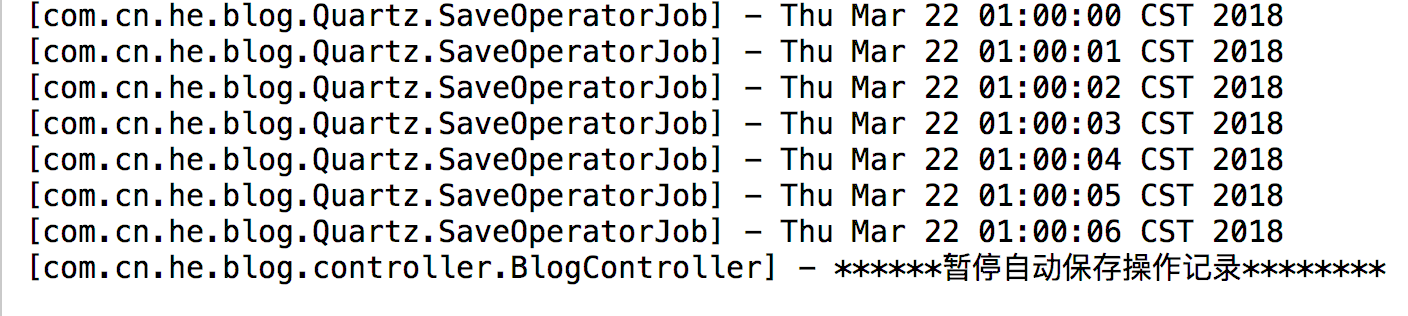 [com.cn.he.blog.Quartz.SaveOperatorJob] - Thu Mar 22 01:00:00 CST 2018
[com.cn.he.blog.Quartz.SaveOperatorJob] - Thu Mar 22 01:00:01 CST 2018
[com.cn.he.blog.Quartz.SaveOperatorJob] - Thu Mar 22 01:00:02 CST 2018
[com.cn.he.blog.Quartz.SaveOperatorJob] - Thu Mar 22 01:00:03 CST 2018
[com.cn.he.blog.Quartz.SaveOperatorJob] - Thu Mar 22 01:00:04 CST 2018
[com.cn.he.blog.Quartz.SaveOperatorJob] - Thu Mar 22 01:00:05 CST 2018
[com.cn.he.blog.Quartz.SaveOperatorJob] - Thu Mar 22 01:00:06 CST 2018
[com.cn.he.blog.controller.BlogController] - ******暂停自动保存操作记录********